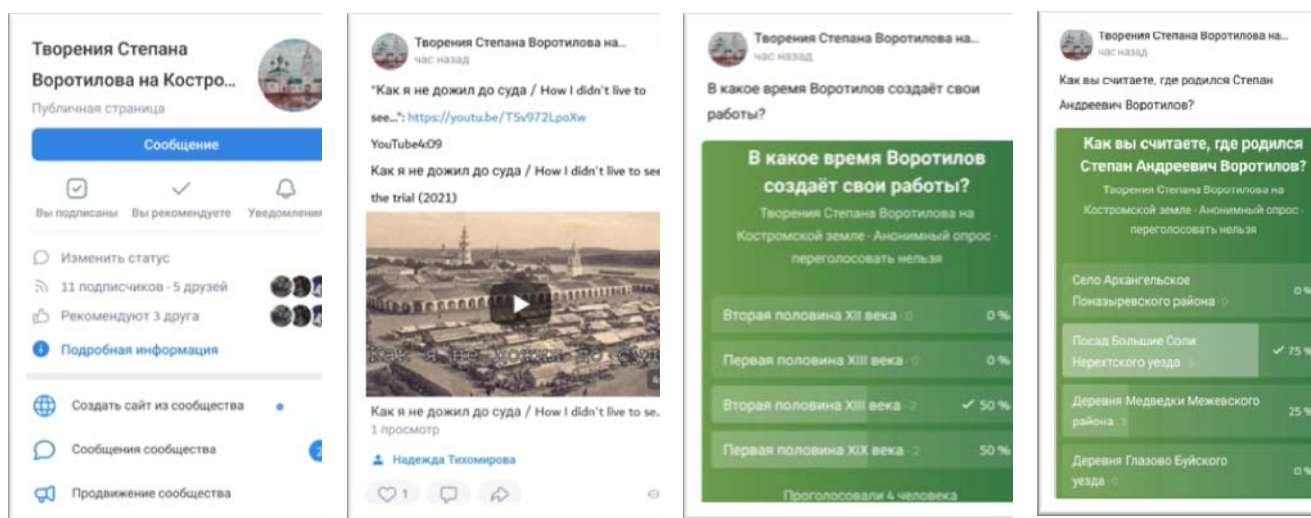 Творения Степана
Воротилова на Костро...
Публичная страница
Сообщение
Вы подписаны Вы рекомендуете Уведомления
Изменить статус
11 подписчиков · 5 друзей
Рекомендуют 3 друга
Подробная информация
Создать сайт из сообщества
Сообщения сообщества
2
Продвижение сообщества
Творения Степана Воротилова на...
час назад
"Как я не дожил до суда / How I didn't live to
see...": https://youtu.be/TSv972LpoXw
YouTube4:09
Как я не дожил до суда / How I didn't live to see
the trial (2021)
Как я не дожил до суда
Как я не дожил до суда / How I didn't live to se...
1 просмотр
Надежда Тихомирова
1
Творения Степана Воротилова на...
час назад
В какое время Воротилов создаёт свои
работы?
В какое время Воротилов
создаёт свои работы?
Творения Степана Воротилова на
Костромской земле · Анонимный опрос ·
переголосовать нельзя
Вторая половина XII века · 0 0 %
Первая половина XIII века · 0 0 %
Вторая половина XIII века · 2 50 %
Первая половина XIX века · 2 50 %
Проголосовали 4 человека
Творения Степана Воротилова на...
час назад
Как вы считаете, где родился Степан
Андреевич Воротилов?
Как вы считаете, где родился
Степан Андреевич Воротилов?
Творения Степана Воротилова на
Костромской земле · Анонимный опрос ·
переголосовать нельзя
Село Архангельское
Поназыревского района · 0 0 %
Посад Большие Соли
Нерехтского уезда · 3 75 %
Деревня Медведки Межевского
района · 1 25 %
Деревня Глазово Буйского
уезда · 0 0 %